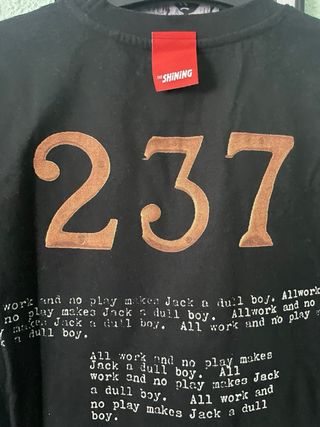 THE SHiNiNG
237
work and no play makes Jack a dull boy. Allwork
no play makes Jack a dull boy. Allwork and no
makes Jack a dull boy. All work and no play
a dull boy.
All work and no play makes
Jack a dull boy. All
work and no play makes Jack
a dull boy. All work and
no play makes Jack a dull
boy.